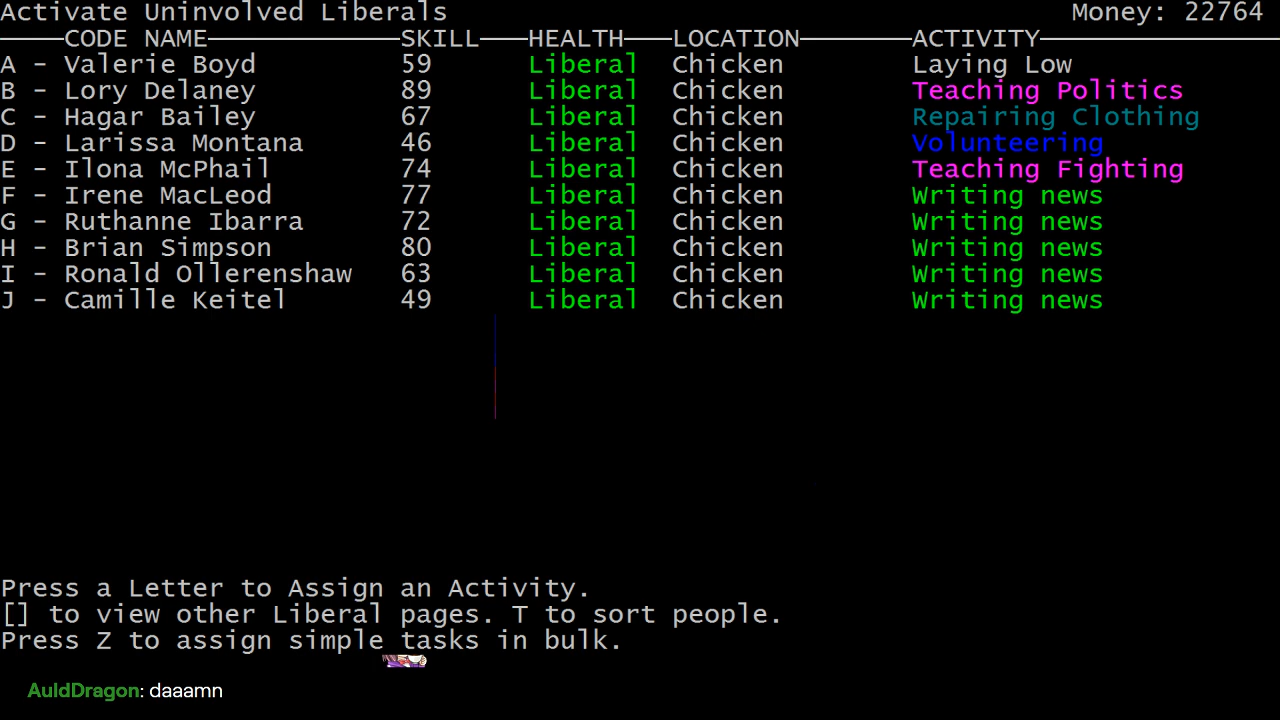 Activate Uninvolved Liberals Money: 22764
CODE NAME SKILL HEALTH LOCATION ACTIVITY
A - Valerie Boyd 59 Liberal Chicken Laying Low
B - Lory Delaney 89 Liberal Chicken Teaching Politics
C - Hagar Bailey 67 Liberal Chicken Repairing Clothing
D - Larissa Montana 46 Liberal Chicken Volunteering
E - Ilona McPhail 74 Liberal Chicken Teaching Fighting
F - Irene MacLeod 77 Liberal Chicken Writing news
G - Ruthanne Ibarra 72 Liberal Chicken Writing news
H - Brian Simpson 80 Liberal Chicken Writing news
I - Ronald Ollerenshaw 63 Liberal Chicken Writing news
J - Camille Keitel 49 Liberal Chicken Writing news
Press a Letter to Assign an Activity.
[] to view other Liberal pages. T to sort people.
Press Z to assign simple tasks in bulk.
AuldDragon: daaamn